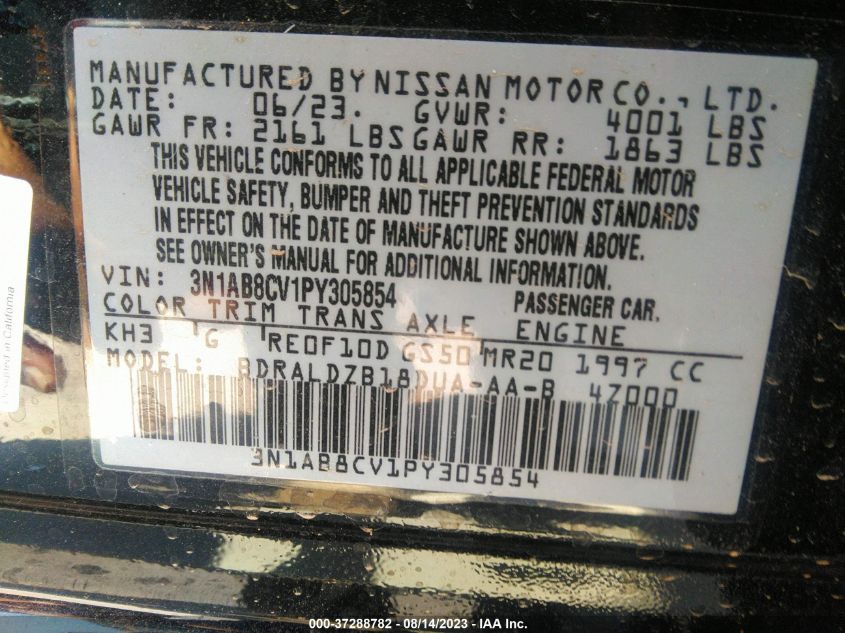 MANUFACTURED BY NISSAN MOTOR CO., LTD.
DATE: 06/23. GVWR: 4001 LBS
GAWR FR: 2161 LBS GAWR RR: 1863 LBS
THIS VEHICLE CONFORMS TO ALL APPLICABLE FEDERAL MOTOR
VEHICLE SAFETY, BUMPER AND THEFT PREVENTION STANDARDS
IN EFFECT ON THE DATE OF MANUFACTURE SHOWN ABOVE.
SEE OWNER'S MANUAL FOR ADDITIONAL INFORMATION.
VIN: 3N1AB8CV1PY305854 PASSENGER CAR.
COLOR TRIM TRANS AXLE ENGINE
KH3 G RE0F10D GS50 MR20 1997 CC
MODEL: BDRALDZB18DUA-AA-B 4Z000
3N1AB8CV1PY305854
Designed in California
000-37288782 - 08/14/2023 - IAA Inc.